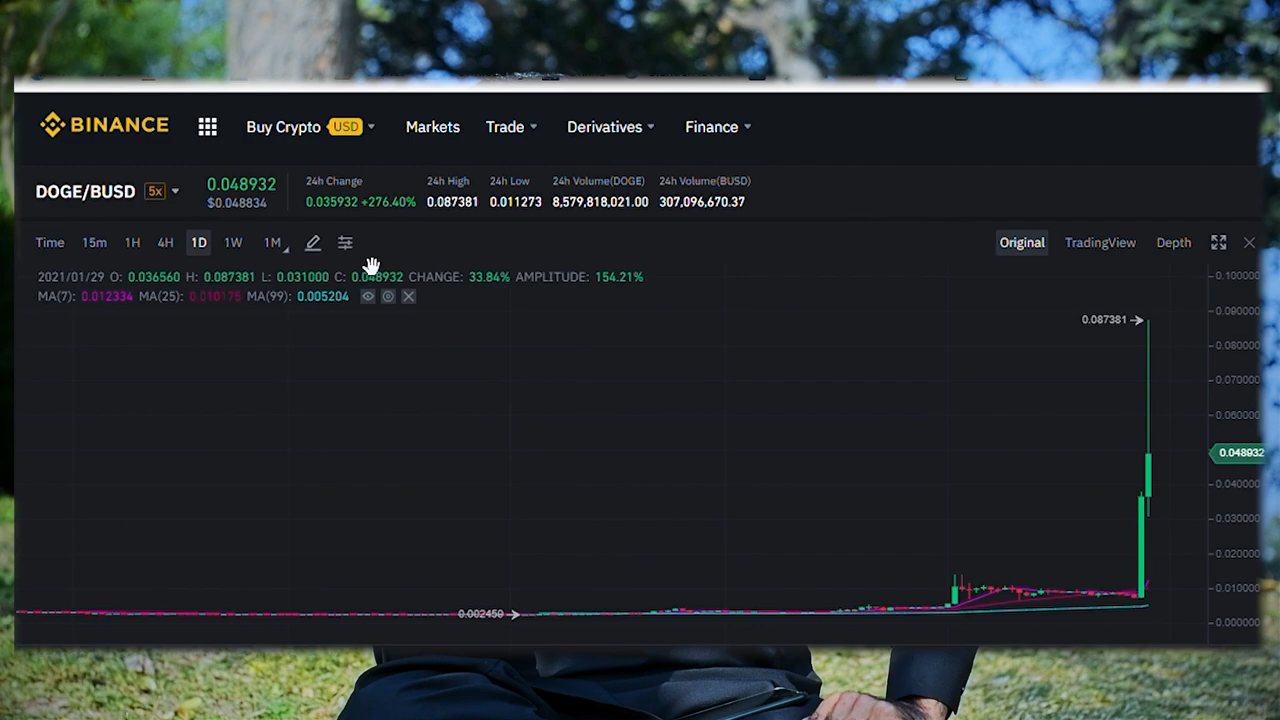 BINANCE Buy Crypto USD Markets Trade Derivatives Finance
DOGE/BUSD 5x 0.048932 $0.048834
24h Change 24h High 24h Low 24h Volume(DOGE) 24h Volume(BUSD)
0.035932 +276.40% 0.087381 0.011273 8,579,818,021.00 307,096,670.37
Time 15m 1H 4H 1D 1W 1M Original TradingView Depth
2021/01/29 O: 0.036560 H: 0.087381 L: 0.031000 C: 0.048932 CHANGE: 33.84% AMPLITUDE: 154.21%
MA(7): 0.012334 MA(25): 0.010175 MA(99): 0.005204
0.100000
0.090000
0.087381
0.080000
0.070000
0.060000
0.048932
0.040000
0.030000
0.020000
0.010000
0.002450
0.000000